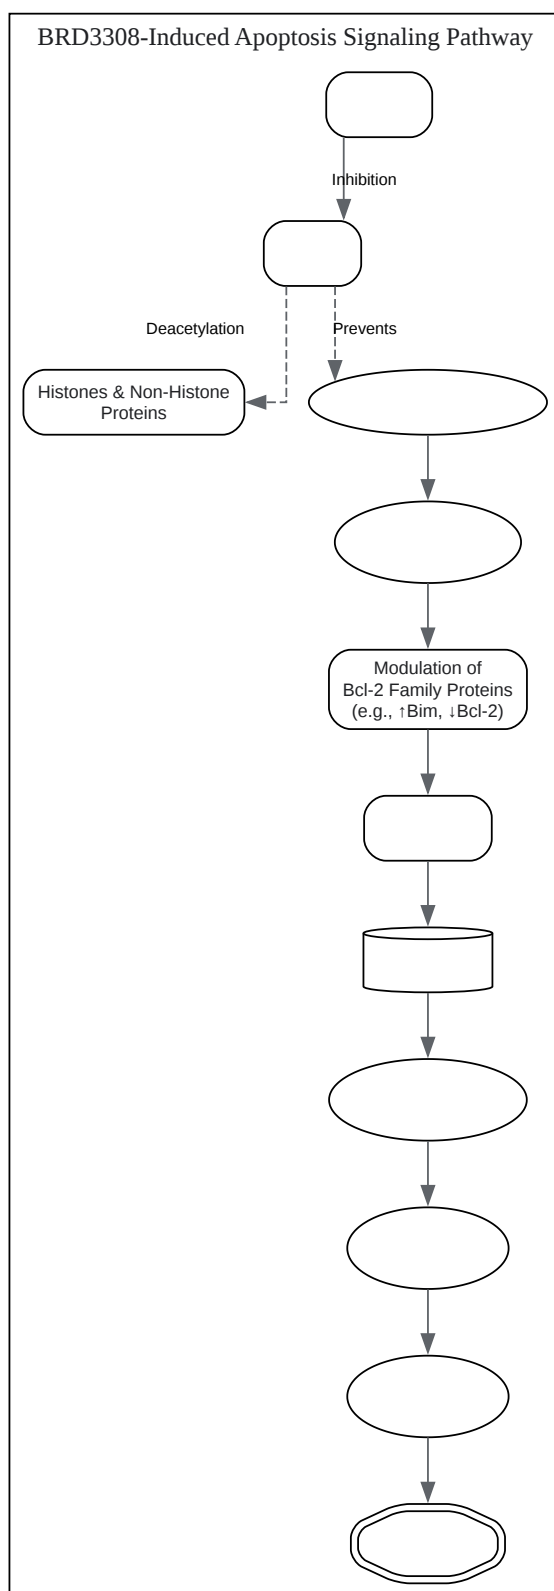 BRD3308-Induced Apoptosis Signaling Pathway
Inhibition
Deacetylation
Prevents
Histones & Non-Histone
Proteins
Modulation of
Bcl-2 Family Proteins
(e.g., ↑Bim, ↓Bcl-2)